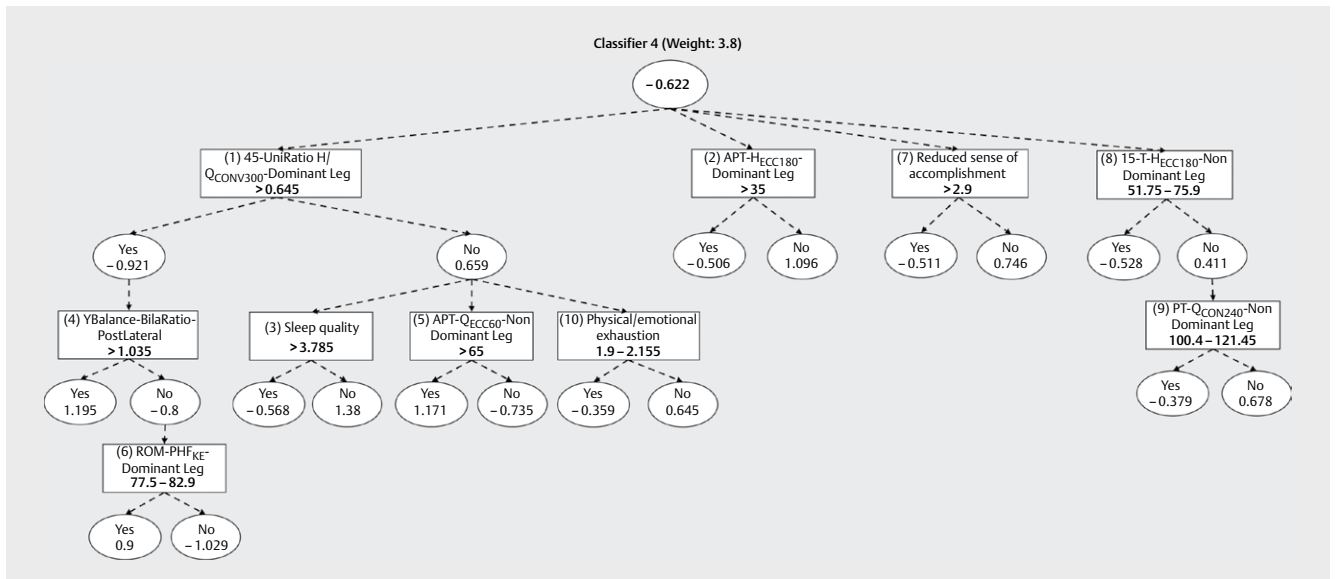 Classifier 4 (Weight: 3.8)
– 0.622
(1) 45-UniRatio H/
QCONV300-Dominant Leg
> 0.645
(2) APT-HECC180-
Dominant Leg
> 35
(7) Reduced sense of
accomplishment
> 2.9
(8) 15-T-HECC180-Non
Dominant Leg
51.75 – 75.9
Yes
– 0.921
No
0.659
Yes
– 0.506
No
1.096
Yes
– 0.511
No
0.746
Yes
– 0.528
No
0.411
(4) YBalance-BilaRatio-
PostLateral
> 1.035
(3) Sleep quality
> 3.785
(5) APT-QECC60-Non
Dominant Leg
> 65
(10) Physical/emotional
exhaustion
1.9 – 2.155
(9) PT-QCON240-Non
Dominant Leg
100.4 – 121.45
Yes
1.195
No
– 0.8
Yes
– 0.568
No
1.38
Yes
1.171
No
– 0.735
Yes
– 0.359
No
0.645
Yes
– 0.379
No
0.678
(6) ROM-PHFKE-
Dominant Leg
77.5 – 82.9
Yes
0.9
No
– 1.029